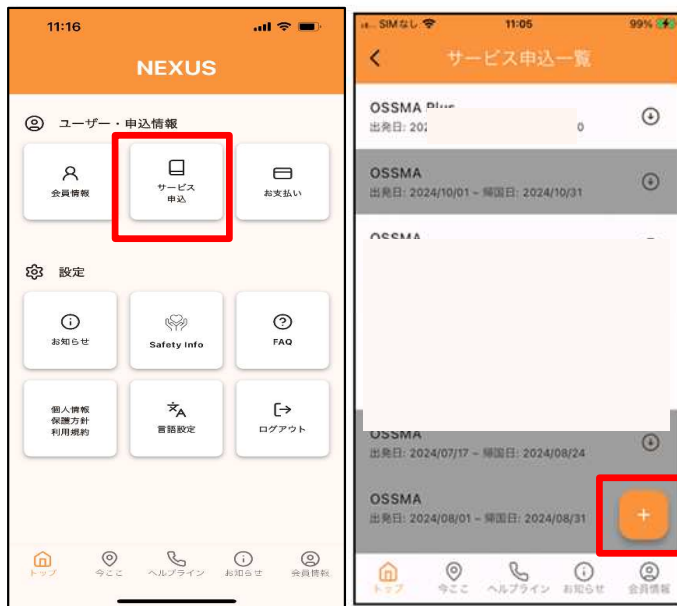 11:16
NEXUS
ユーザー・申込情報
会員情報
サービス
申込
お支払い
設定
お知らせ
Safety Info
FAQ
個人情報
保護方針
利用規約
言語設定
ログアウト
トップ
今ここ
ヘルプライン
お知らせ
会員情報
SIMなし
11:05
99%
サービス申込一覧
OSSMA Plus
出発日: 202
0
OSSMA
出発日: 2024/10/01 ~ 帰国日: 2024/10/31
OSSMA
OSSMA
出発日: 2024/07/17 ~ 帰国日: 2024/08/24
OSSMA
出発日: 2024/08/01 ~ 帰国日: 2024/08/31
+
トップ
今ここ
ヘルプライン
お知らせ
会員情報